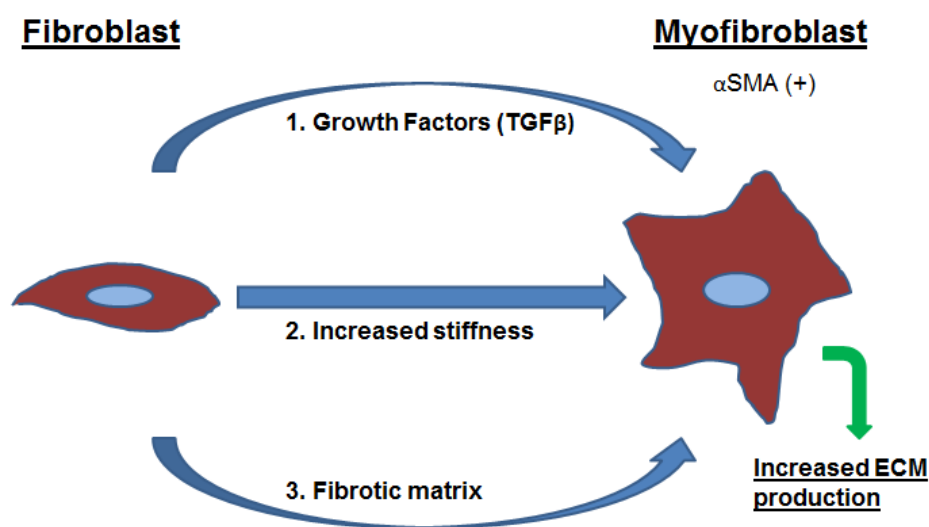 Fibroblast
Myofibroblast
αSMA (+)
1. Growth Factors (TGFβ)
2. Increased stiffness
3. Fibrotic matrix
Increased ECM
production